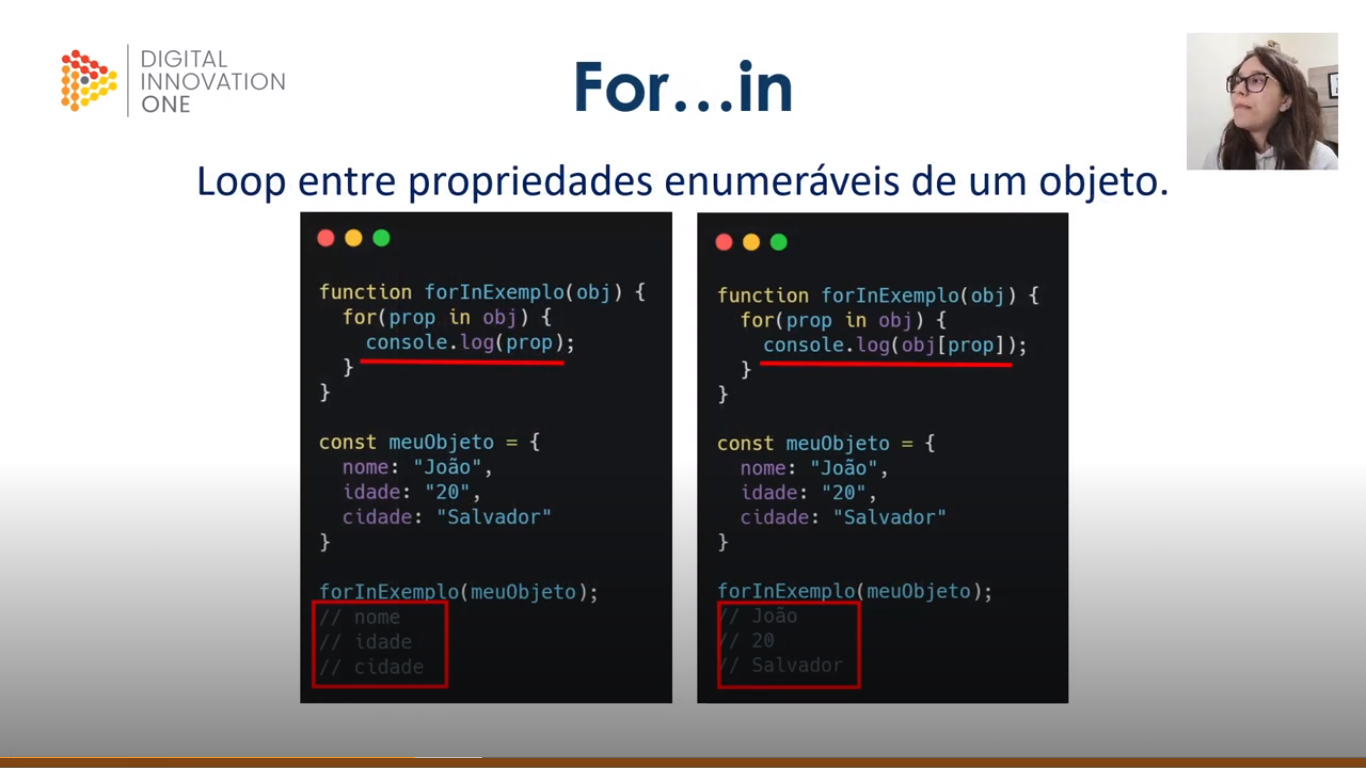 DIGITAL
INNOVATION
ONE
For...in
Loop entre propriedades enumeráveis de um objeto.
function forInExemplo(obj) {
for(prop in obj) {
console.log(prop);
}
}
const meuObjeto = {
nome: "João",
idade: "20",
cidade: "Salvador"
}
forInExemplo(meuObjeto);
// nome
// idade
// cidade
function forInExemplo(obj) {
for(prop in obj) {
console.log(obj[prop]);
}
}
const meuObjeto = {
nome: "João",
idade: "20",
cidade: "Salvador"
}
forInExemplo(meuObjeto);
// João
// 20
// Salvador